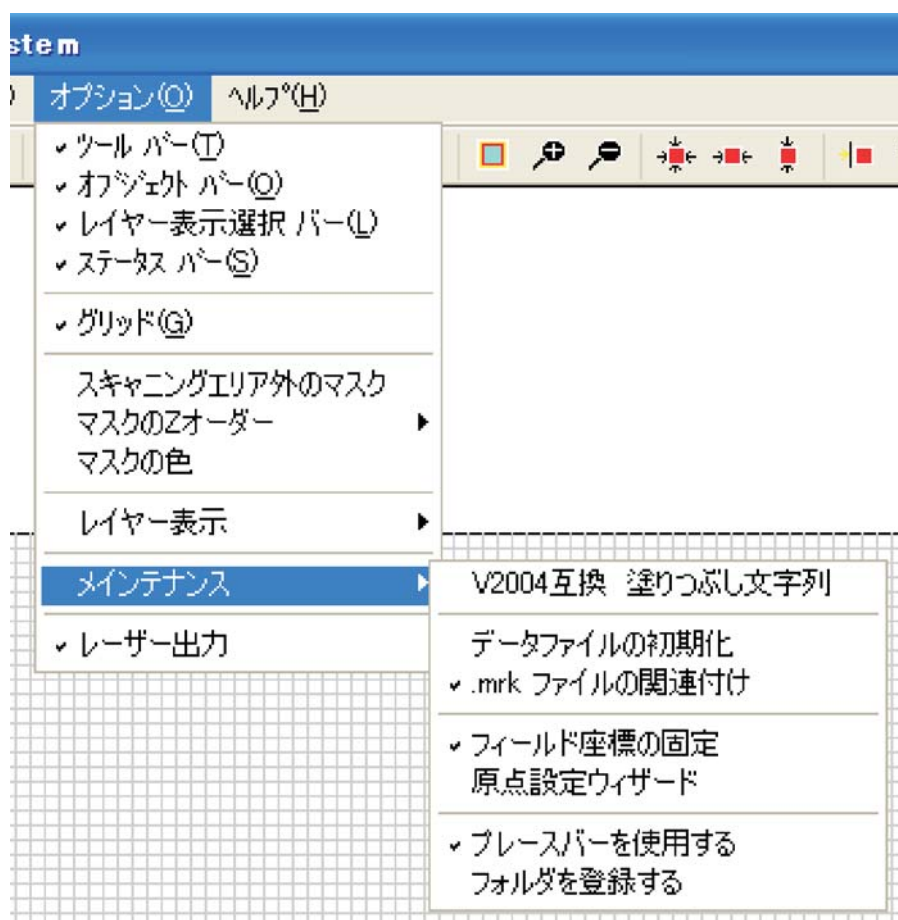 stem
オプション(O) ヘルプ(H)
ツール バー(T)
オブジェクト バー(O)
レイヤー表示選択 バー(L)
ステータス バー(S)
グリッド(G)
スキャニングエリア外のマスク
マスクのZオーダー
マスクの色
レイヤー表示
メインテナンス
レーザー出力
V2004互換 塗りつぶし文字列
データファイルの初期化
.mrk ファイルの関連付け
フィールド座標の固定
原点設定ウィザード
プレースバーを使用する
フォルダを登録する